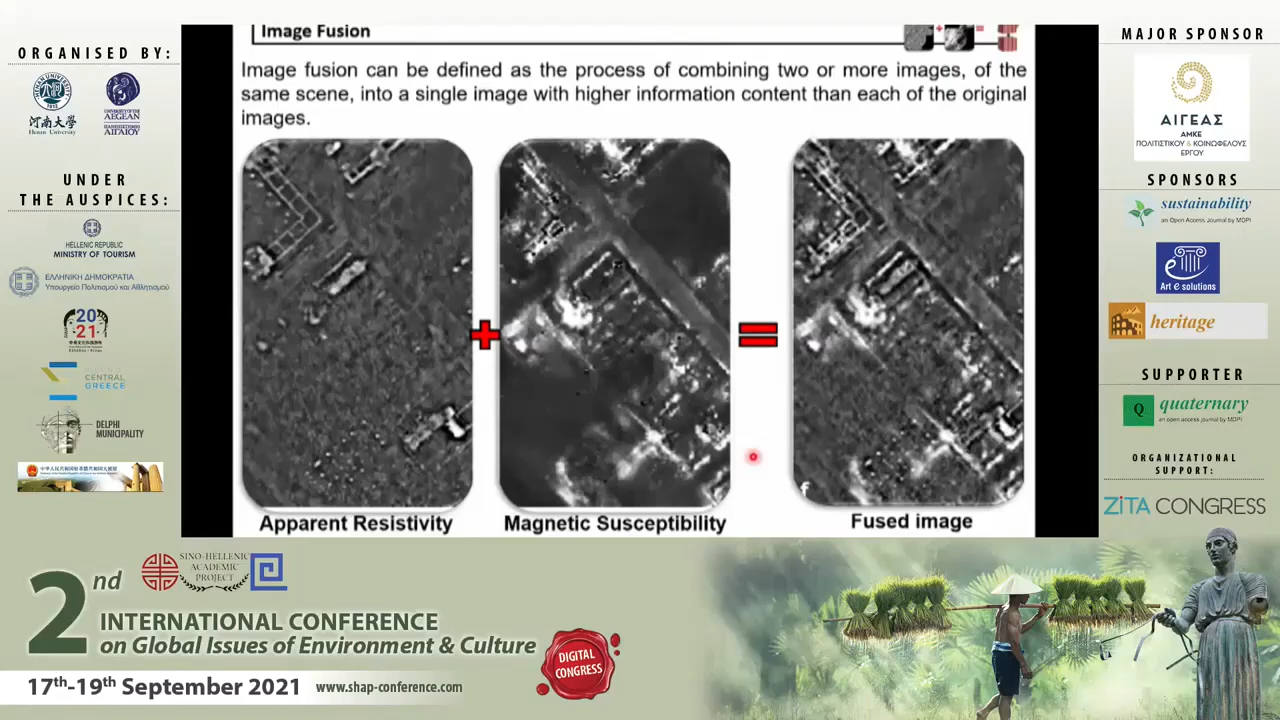 ORGANISED BY:
河南大学
Henan University
UNIVERSITY OF THE
AEGEAN
ΠΑΝΕΠΙΣΤΗΜΙΟ
ΑΙΓΑΙΟΥ
UNDER
THE AUSPICES:
HELLENIC REPUBLIC
MINISTRY OF TOURISM
ΕΛΛΗΝΙΚΗ ΔΗΜΟΚΡΑΤΙΑ
Υπουργείο Πολιτισμού και Αθλητισμού
20
21
CENTRAL
GREECE
DELPHI
MUNICIPALITY
Image Fusion
Image fusion can be defined as the process of combining two or more images, of the
same scene, into a single image with higher information content than each of the original
images.
f
Apparent Resistivity
Magnetic Susceptibility
Fused image
MAJOR SPONSOR
ΑΙΓΕΑΣ
ΑΜΚΕ
ΠΟΛΙΤΙΣΤΙΚΟΥ & ΚΟΙΝΩΦΕΛΟΥΣ
ΕΡΓΟΥ
SPONSORS
sustainability
an Open Access Journal by MDPI
Art e solutions
heritage
SUPPORTER
Q
quaternary
an open access journal by MDPI
ORGANIZATIONAL
SUPPORT:
ZiTA CONGRESS
SINO-HELLENIC
ACADEMIC
PROJECT
2nd
INTERNATIONAL CONFERENCE
on Global Issues of Environment & Culture
17th-19th September 2021 www.shap-conference.com
DIGITAL
CONGRESS